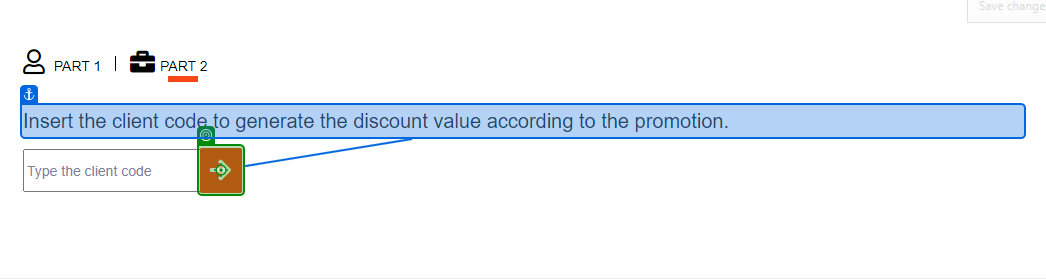 Save change
PART 1 | PART 2
Insert the client code to generate the discount value according to the promotion.
Type the client code